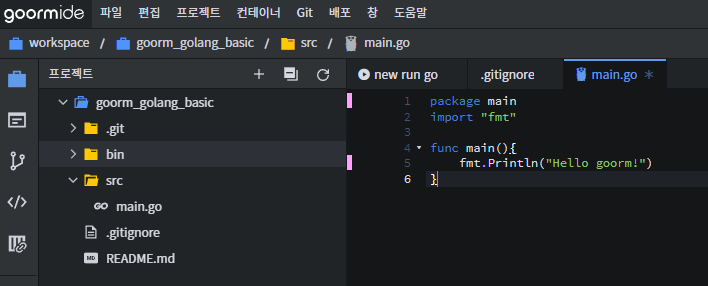 goormide 파일 편집 프로젝트 컨테이너 Git 배포 창 도움말
workspace / goorm_golang_basic / src / main.go
프로젝트
goorm_golang_basic
.git
bin
src
main.go
.gitignore
README.md
new run go .gitignore main.go
1 package main
2 import "fmt"
3
4 func main(){
5 fmt.Println("Hello goorm!")
6 }